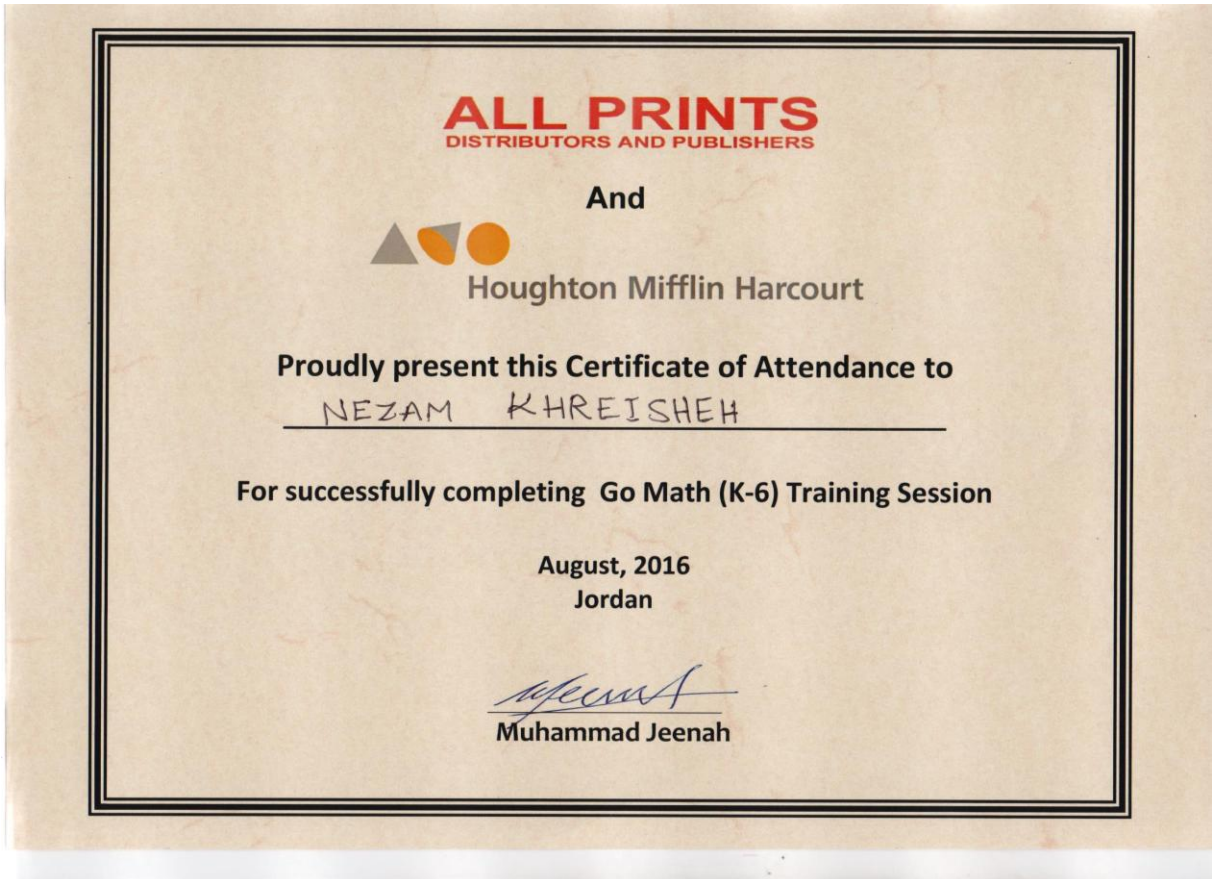 ALL PRINTS
DISTRIBUTORS AND PUBLISHERS
And
Houghton Mifflin Harcourt
Proudly present this Certificate of Attendance to
NEZAM KHREISHEH
For successfully completing Go Math (K-6) Training Session
August, 2016
Jordan
Muhammad Jeenah